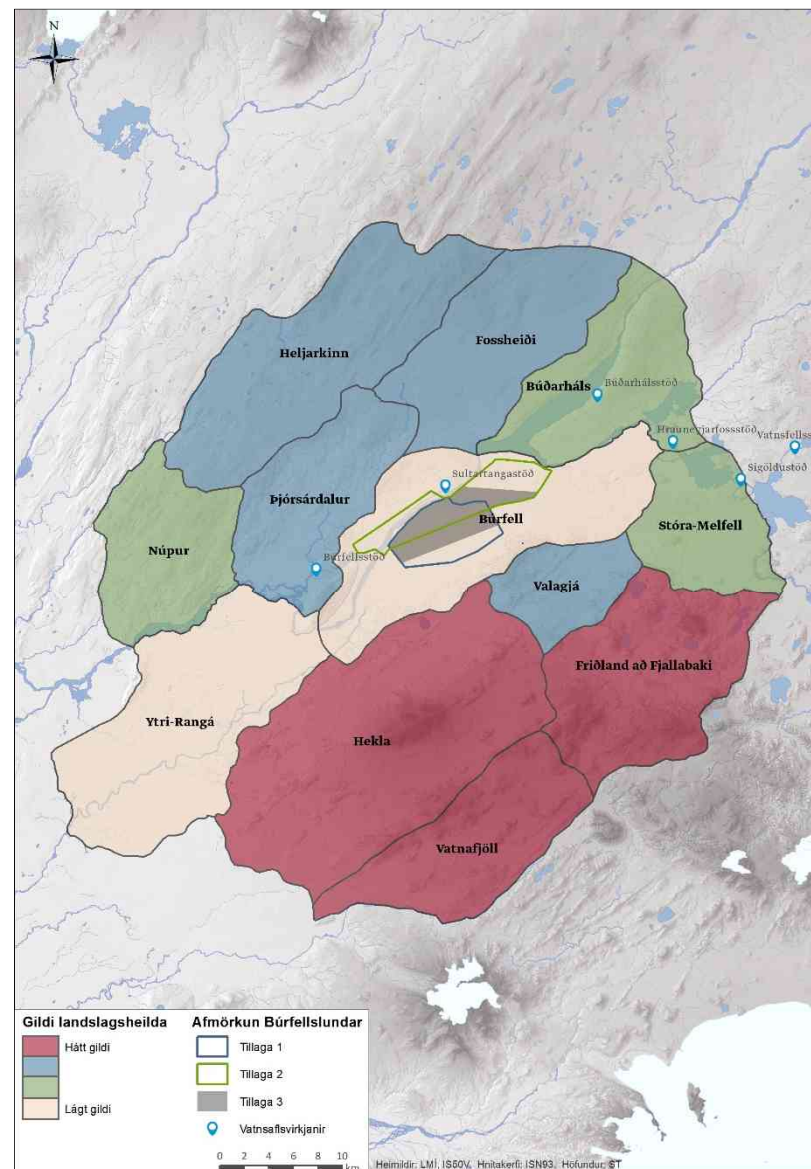 N
Heljarkinn
Fossheiði
Búðarháls
Búðarhálsstöð
Hrauneyjarfossstöð
Vatnsfellss
Sultartangastöð
Sigöldustöð
Þjórsárdalur
Búrfell
Stóra-Melfell
Núpur
Búrfellsstöð
Valagjá
Friðland að Fjallabaki
Ytri-Rangá
Hekla
Vatnafjöll
Gildi landslagsheilda
Hátt gildi
Lágt gildi
Afmörkun Búrfellslundar
Tillaga 1
Tillaga 2
Tillaga 3
Vatnsaflsvirkjanir
0 2 4 6 8 10
km
Heimildir: LMÍ, IS50V, Hnitakerfi: ISN93, Höfundur: ST